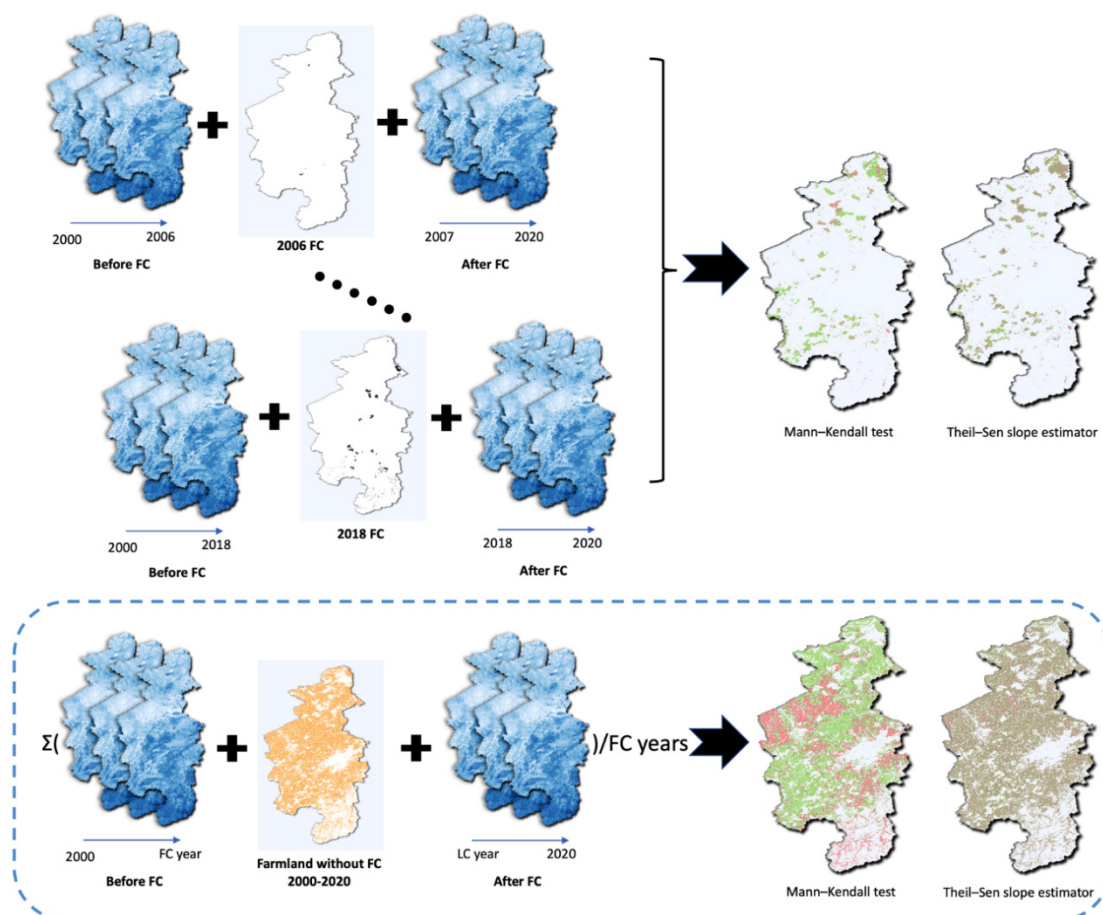 2000
2006
Before FC
2006 FC
2007
2020
After FC
Mann–Kendall test
Theil–Sen slope estimator
2000
2018
Before FC
2018 FC
2018
2020
After FC
Σ(
)/FC years
2000
FC year
Before FC
Farmland without FC
2000-2020
LC year
2020
After FC
Mann–Kendall test
Theil–Sen slope estimator